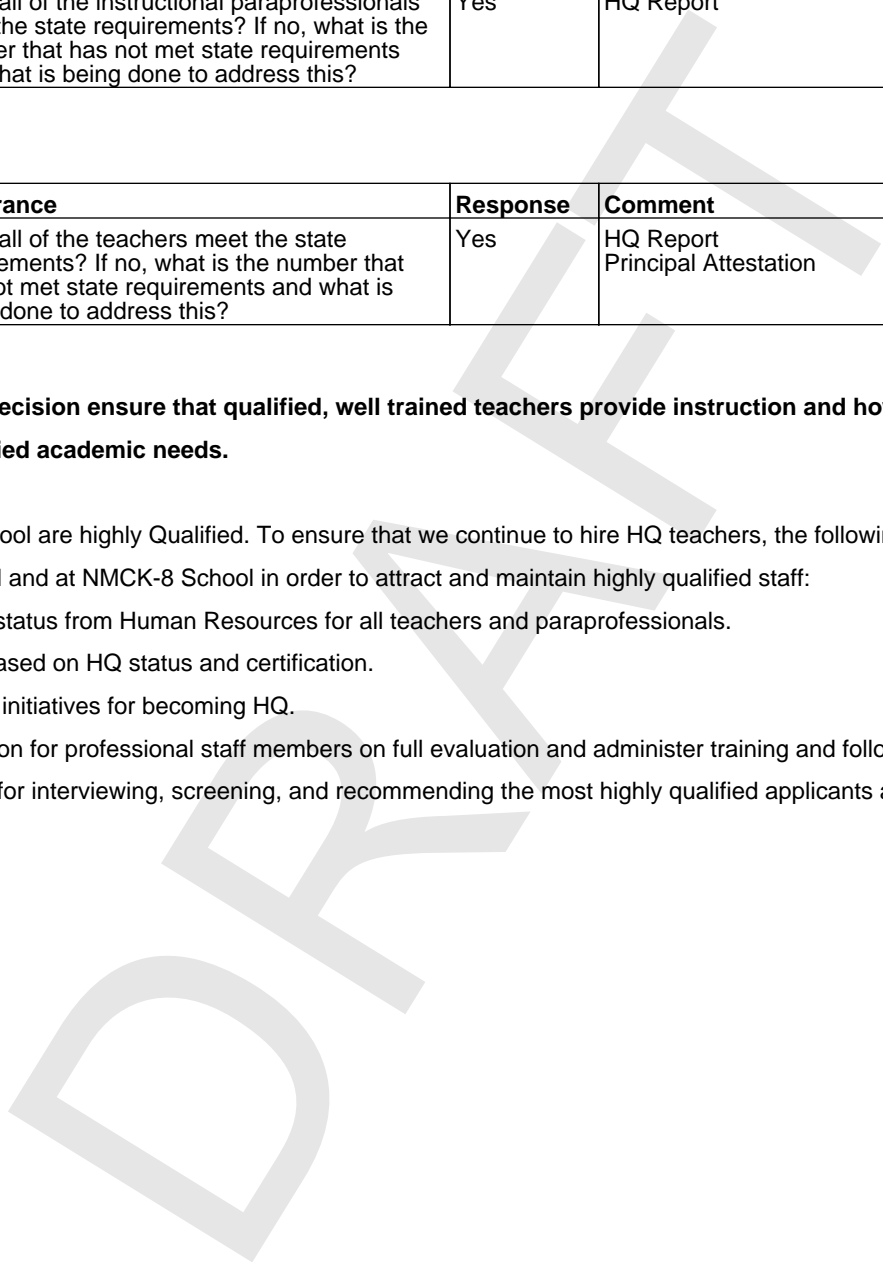 all of the instructional paraprofessionals Yes HQ Report
the state requirements? If no, what is the
er that has not met state requirements
hat is being done to address this?
rance Response Comment
all of the teachers meet the state Yes HQ Report
ements? If no, what is the number that Principal Attestation
ot met state requirements and what is
done to address this?
ecision ensure that qualified, well trained teachers provide instruction and ho
ied academic needs.
ool are highly Qualified. To ensure that we continue to hire HQ teachers, the followin
l and at NMCK-8 School in order to attract and maintain highly qualified staff:
status from Human Resources for all teachers and paraprofessionals.
ased on HQ status and certification.
initiatives for becoming HQ.
on for professional staff members on full evaluation and administer training and follo
for interviewing, screening, and recommending the most highly qualified applicants a
DRAFT